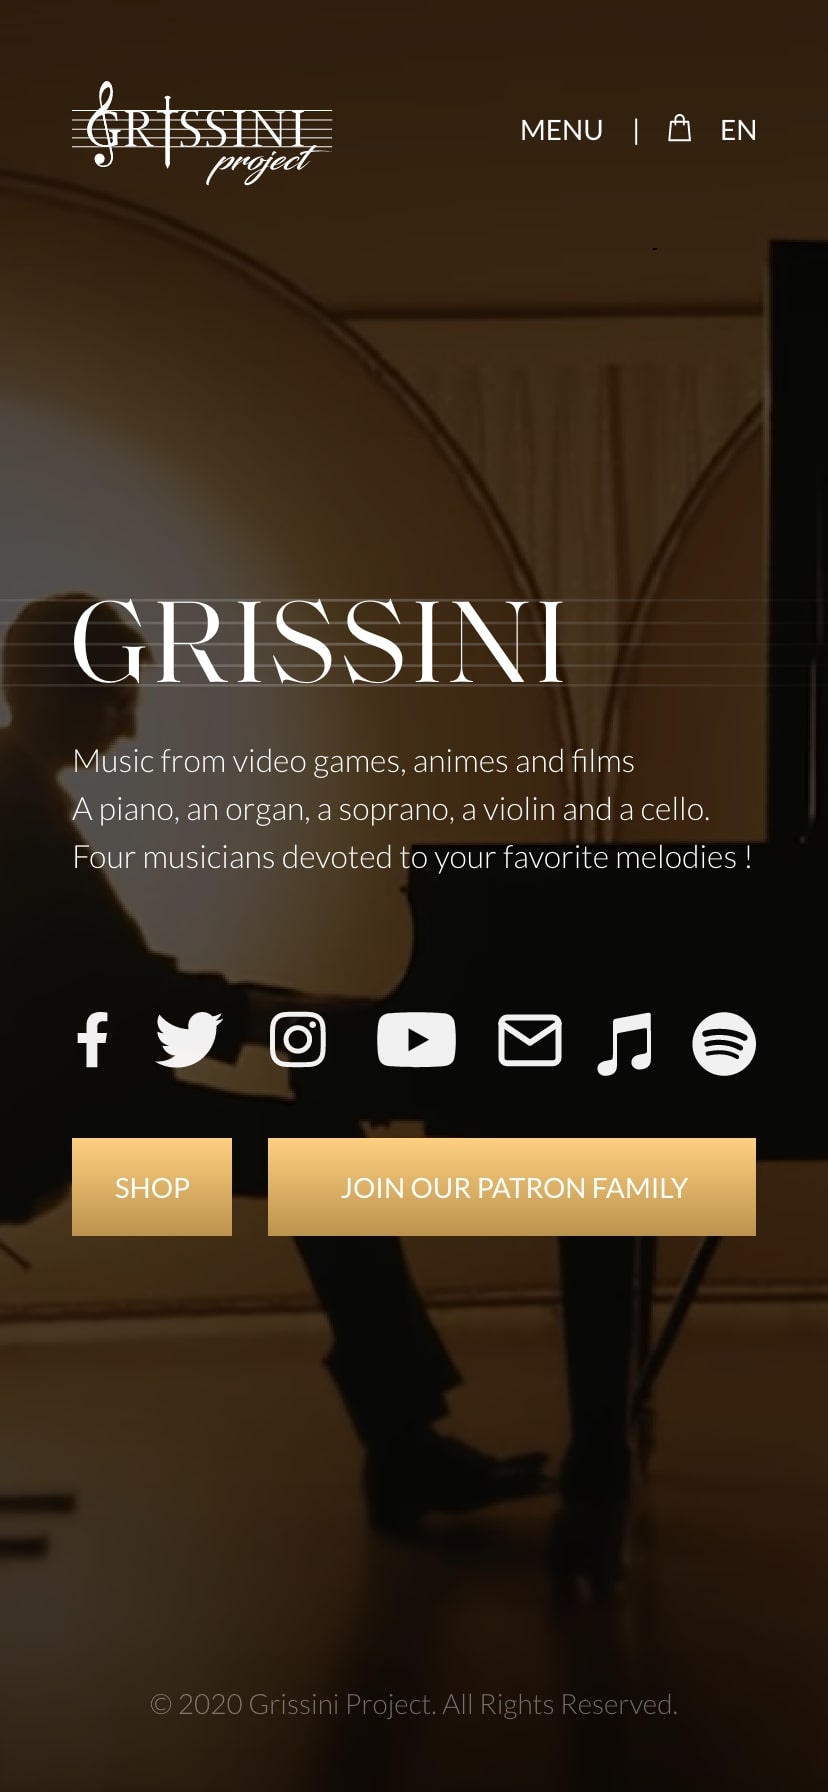 GRISSINI
project
MENU | EN
GRISSINI
Music from video games, animes and films
A piano, an organ, a soprano, a violin and a cello.
Four musicians devoted to your favorite melodies !
SHOP
JOIN OUR PATRON FAMILY
© 2020 Grissini Project. All Rights Reserved.